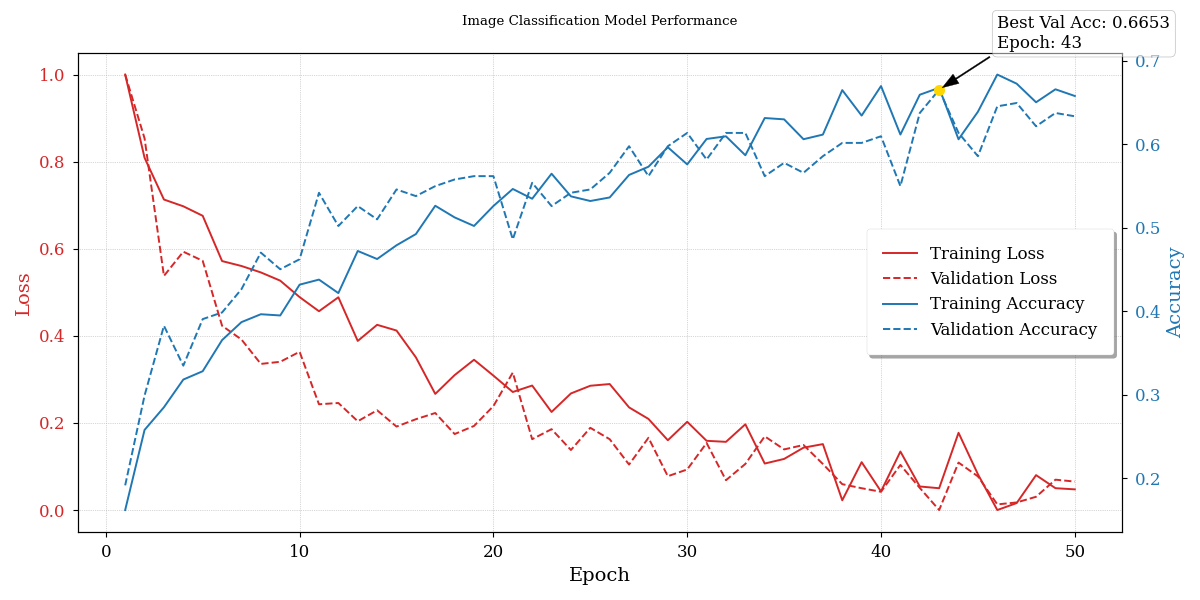 Image Classification Model Performance
Best Val Acc: 0.6653
Epoch: 43
1.0
0.8
0.6
0.4
0.2
0.0
Loss
0.7
0.6
0.5
0.4
0.3
0.2
Accuracy
Training Loss
Validation Loss
Training Accuracy
Validation Accuracy
0
10
20
30
40
50
Epoch